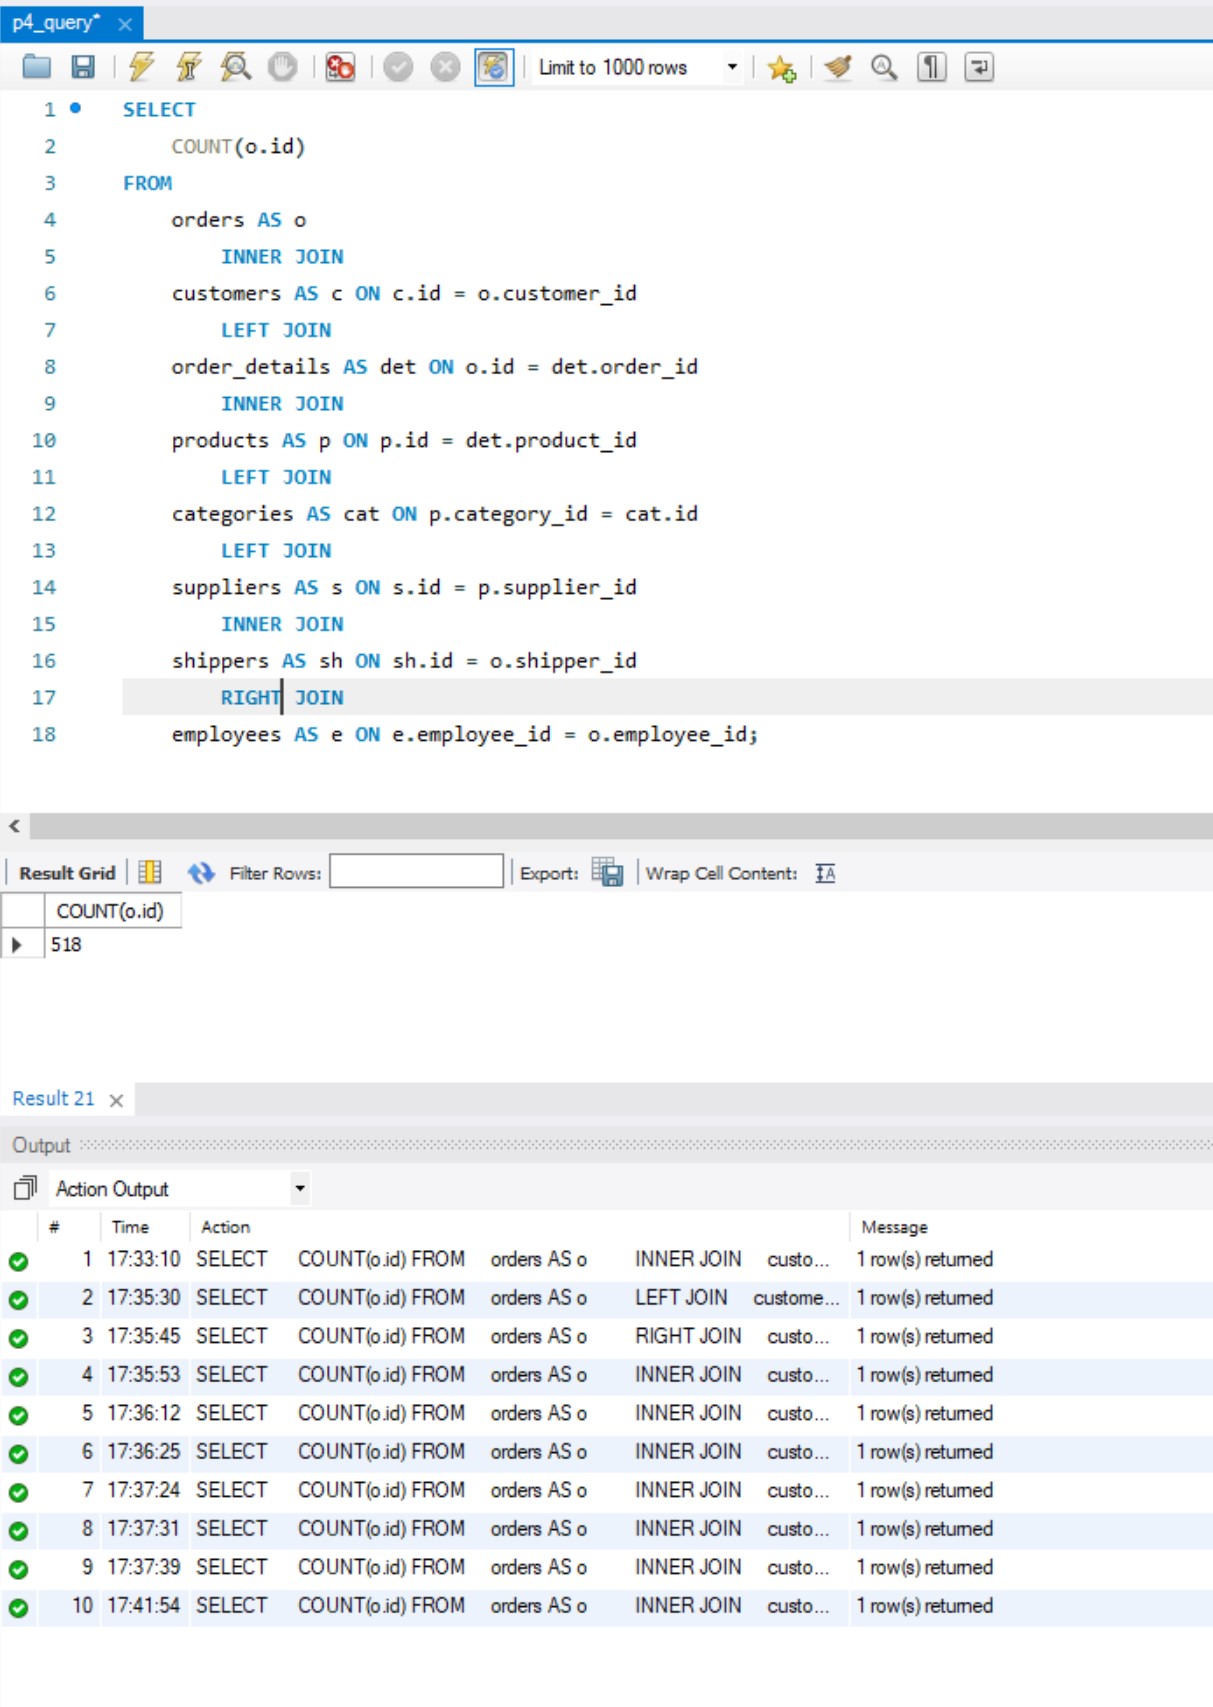 p4_query* ×
Limit to 1000 rows
1 SELECT
2 COUNT(o.id)
3 FROM
4 orders AS o
5 INNER JOIN
6 customers AS c ON c.id = o.customer_id
7 LEFT JOIN
8 order_details AS det ON o.id = det.order_id
9 INNER JOIN
10 products AS p ON p.id = det.product_id
11 LEFT JOIN
12 categories AS cat ON p.category_id = cat.id
13 LEFT JOIN
14 suppliers AS s ON s.id = p.supplier_id
15 INNER JOIN
16 shippers AS sh ON sh.id = o.shipper_id
17 RIGHT JOIN
18 employees AS e ON e.employee_id = o.employee_id;
Result Grid Filter Rows: Export: Wrap Cell Content: IA
COUNT(o.id)
518
Result 21 ×
Output
Action Output
# Time Action Message
1 17:33:10 SELECT COUNT(o.id) FROM orders AS o INNER JOIN custo... 1 row(s) returned
2 17:35:30 SELECT COUNT(o.id) FROM orders AS o LEFT JOIN custome... 1 row(s) returned
3 17:35:45 SELECT COUNT(o.id) FROM orders AS o RIGHT JOIN custo... 1 row(s) returned
4 17:35:53 SELECT COUNT(o.id) FROM orders AS o INNER JOIN custo... 1 row(s) returned
5 17:36:12 SELECT COUNT(o.id) FROM orders AS o INNER JOIN custo... 1 row(s) returned
6 17:36:25 SELECT COUNT(o.id) FROM orders AS o INNER JOIN custo... 1 row(s) returned
7 17:37:24 SELECT COUNT(o.id) FROM orders AS o INNER JOIN custo... 1 row(s) returned
8 17:37:31 SELECT COUNT(o.id) FROM orders AS o INNER JOIN custo... 1 row(s) returned
9 17:37:39 SELECT COUNT(o.id) FROM orders AS o INNER JOIN custo... 1 row(s) returned
10 17:41:54 SELECT COUNT(o.id) FROM orders AS o INNER JOIN custo... 1 row(s) returned